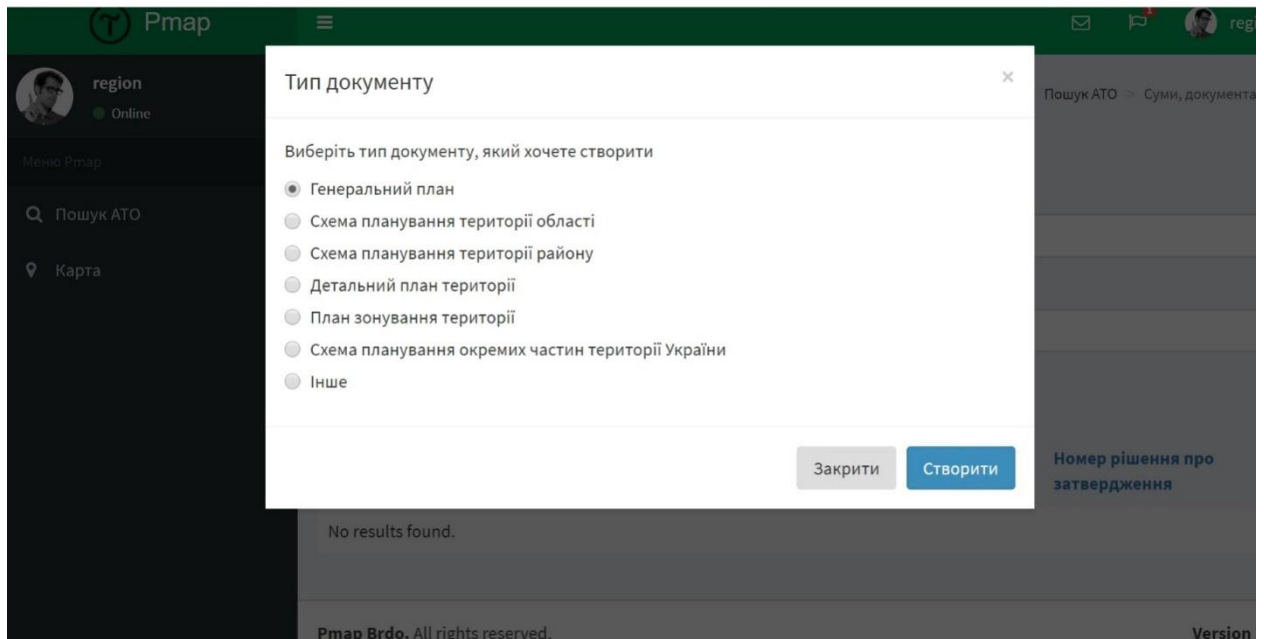 Pmap
1
region
Online
Меню Pmap
Пошук АТО
Карта
Тип документу
×
Пошук АТО > Суми, документа
Виберіть тип документу, який хочете створити
Генеральний план
Схема планування території області
Схема планування території району
Детальний план території
План зонування території
Схема планування окремих частин території України
Інше
Закрити
Створити
Номер рішення про
затвердження
No results found.
Pmap Brdo. All rights reserved.
Version